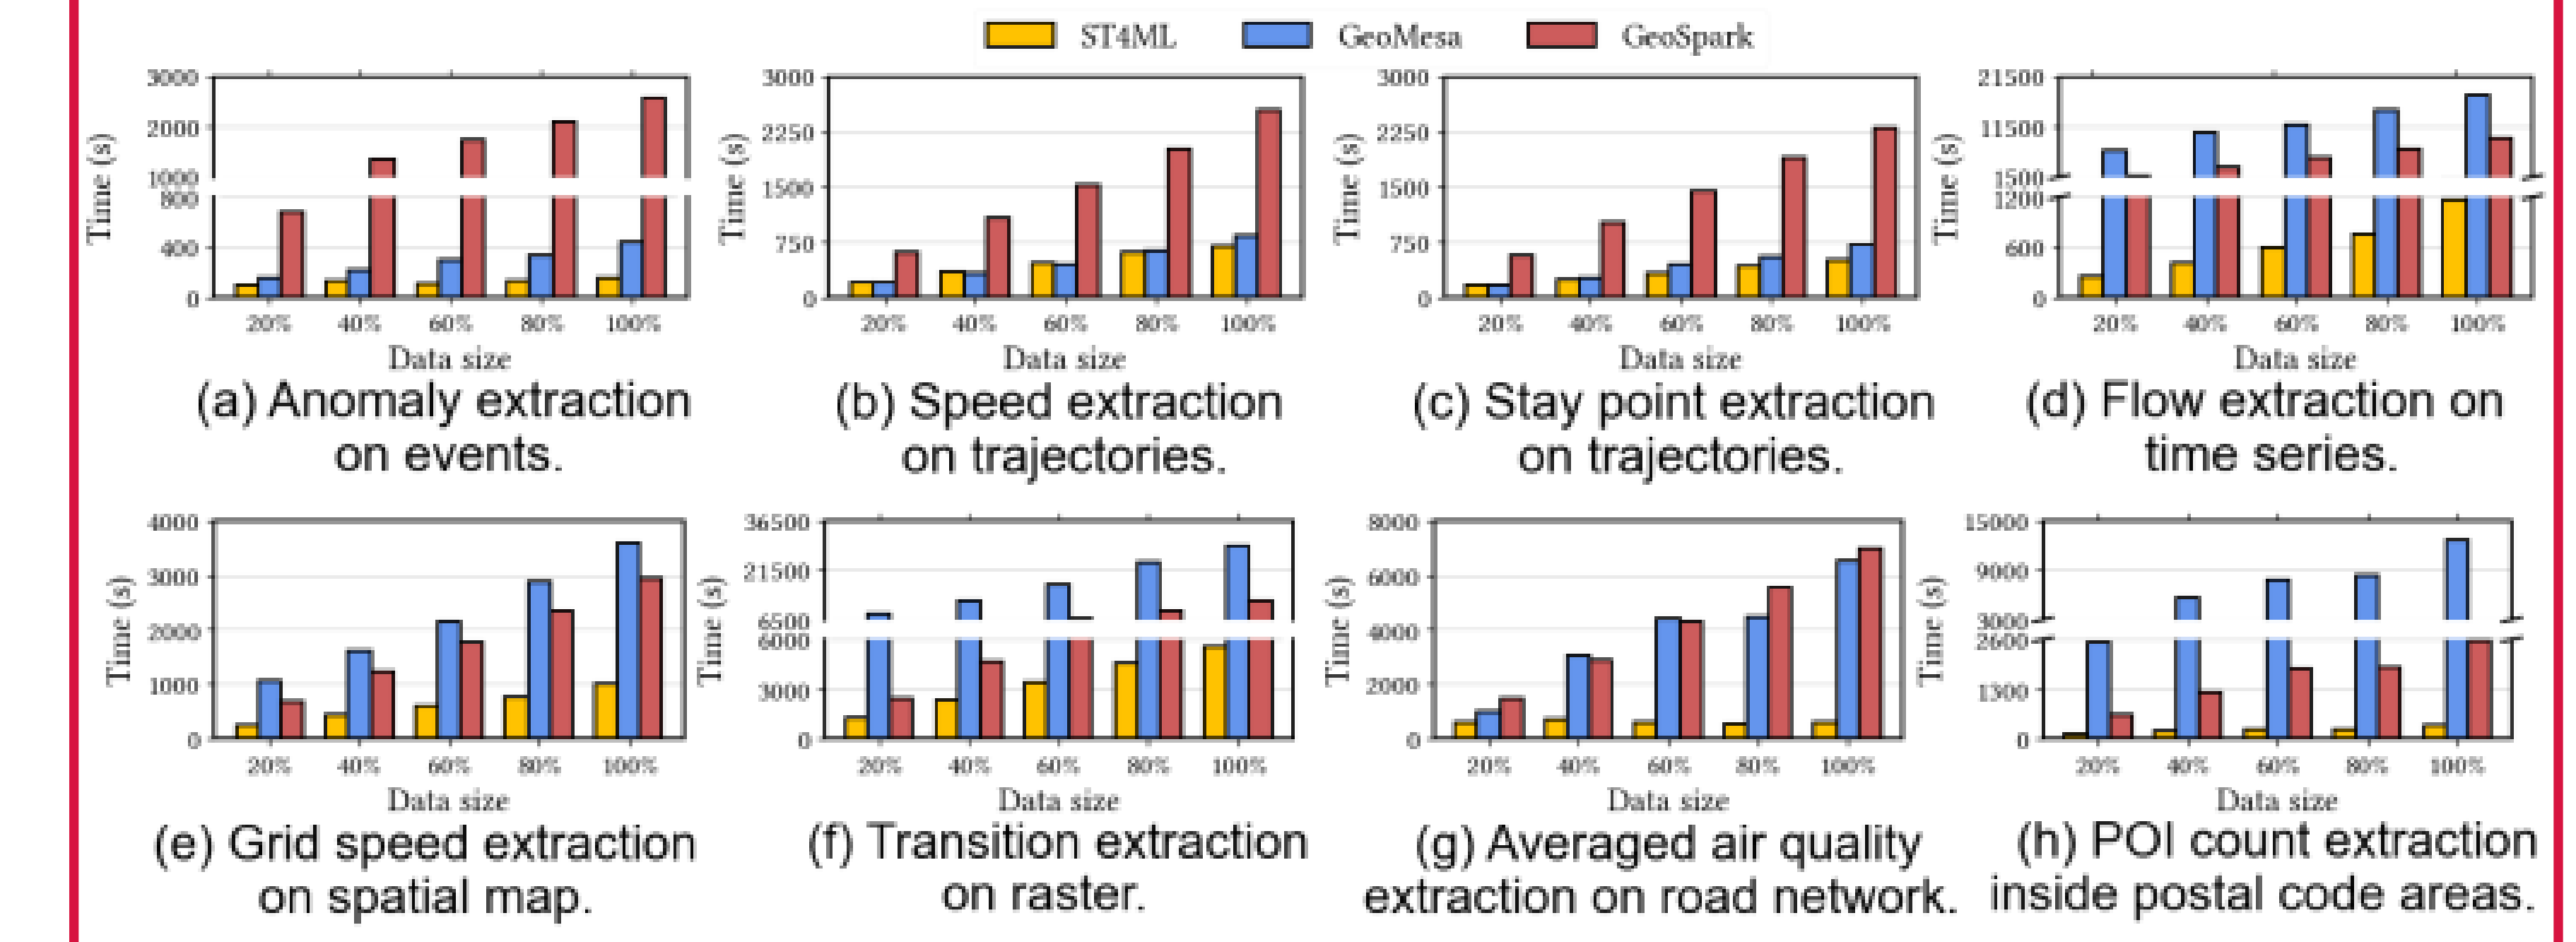 ST4ML GeoMesa GeoSpark
3000
2000
1000
800
400
0
Time (s)
20% 40% 60% 80% 100%
Data size
(a) Anomaly extraction
on events.
3000
2250
1500
750
0
Time (s)
20% 40% 60% 80% 100%
Data size
(b) Speed extraction
on trajectories.
3000
2250
1500
750
0
Time (s)
20% 40% 60% 80% 100%
Data size
(c) Stay point extraction
on trajectories.
21500
11500
1500
1200
600
0
Time (s)
20% 40% 60% 80% 100%
Data size
(d) Flow extraction on
time series.
4000
3000
2000
1000
0
Time (s)
20% 40% 60% 80% 100%
Data size
(e) Grid speed extraction
on spatial map.
36500
21500
6500
6000
3000
0
Time (s)
20% 40% 60% 80% 100%
Data size
(f) Transition extraction
on raster.
8000
6000
4000
2000
0
Time (s)
20% 40% 60% 80% 100%
Data size
(g) Averaged air quality
extraction on road network.
15000
9000
3000
2600
1300
0
Time (s)
20% 40% 60% 80% 100%
Data size
(h) POI count extraction
inside postal code areas.